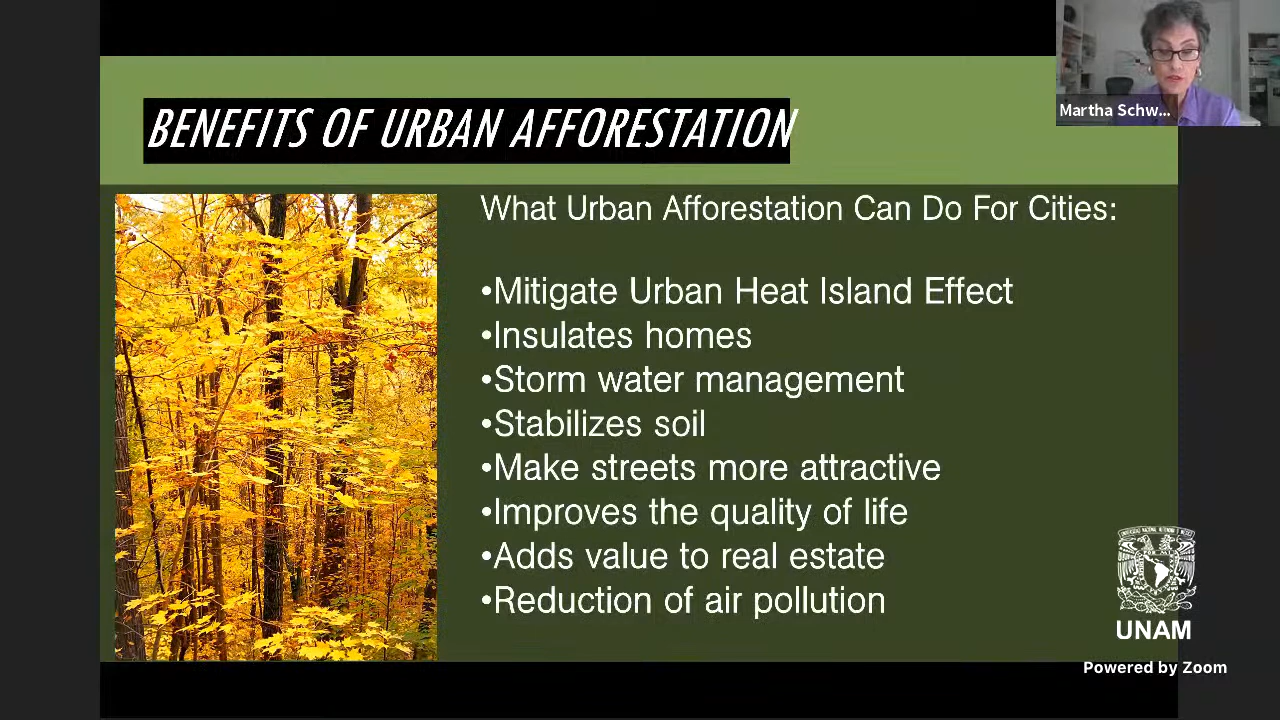 BENEFITS OF URBAN AFFORESTATION
Martha Schw...
What Urban Afforestation Can Do For Cities:
•Mitigate Urban Heat Island Effect
•Insulates homes
•Storm water management
•Stabilizes soil
•Make streets more attractive
•Improves the quality of life
•Adds value to real estate
•Reduction of air pollution
UNAM
Powered by Zoom